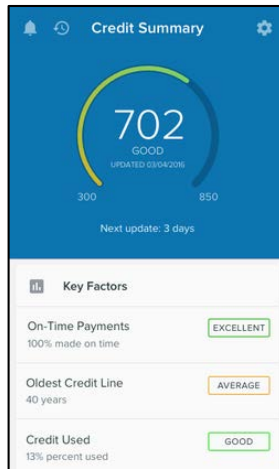 Credit Summary
702
GOOD
UPDATED 03/04/2016
300
850
Next update: 3 days
Key Factors
On-Time Payments
EXCELLENT
100% made on time
Oldest Credit Line
AVERAGE
40 years
Credit Used
GOOD
13% percent used